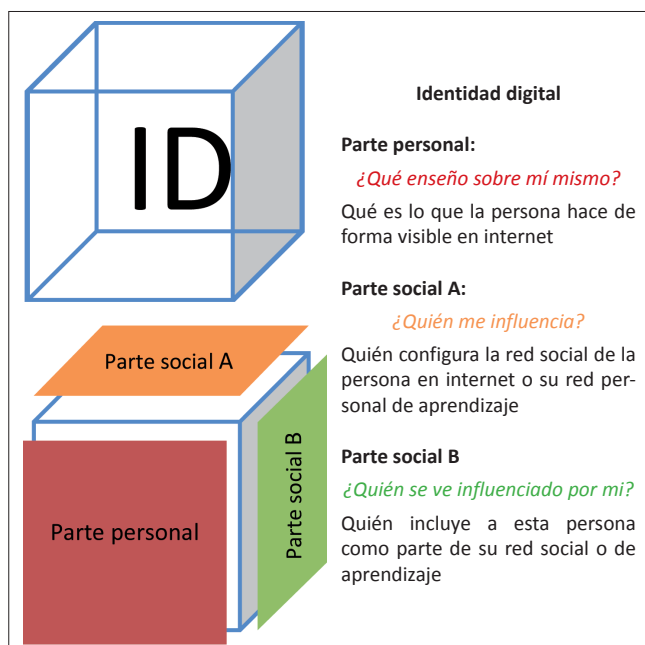 ID
Parte social A
Parte personal
Parte social B
Identidad digital
Parte personal:
¿Qué enseño sobre mí mismo?
Qué es lo que la persona hace de
forma visible en internet
Parte social A:
¿Quién me influencia?
Quién configura la red social de la
persona en internet o su red per-
sonal de aprendizaje
Parte social B
¿Quién se ve influenciado por mi?
Quién incluye a esta persona
como parte de su red social o de
aprendizaje